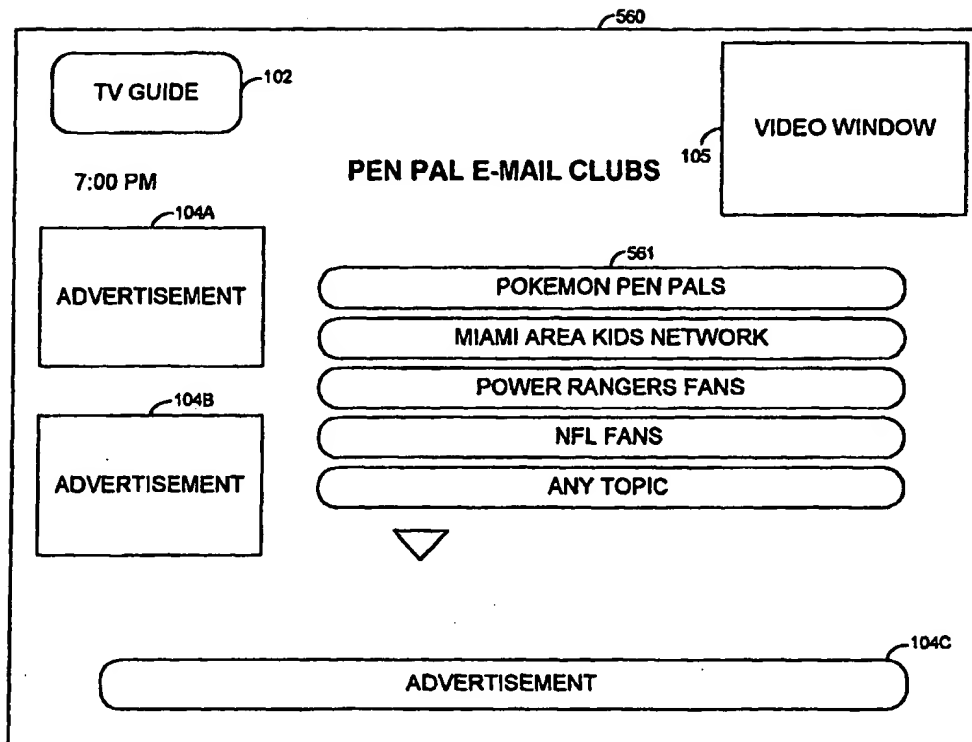 560
TV GUIDE
102
VIDEO WINDOW
105
PEN PAL E-MAIL CLUBS
7:00 PM
104A
ADVERTISEMENT
561
POKEMON PEN PALS
MIAMI AREA KIDS NETWORK
POWER RANGERS FANS
NFL FANS
ANY TOPIC
104B
ADVERTISEMENT
104C
ADVERTISEMENT